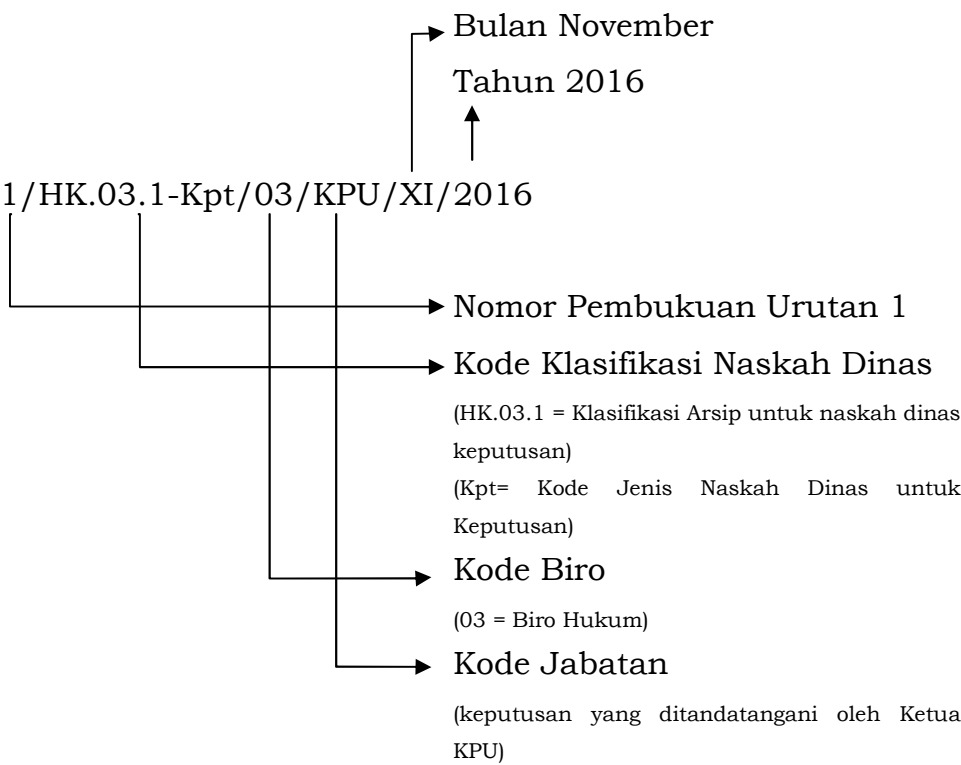 Bulan November
Tahun 2016
1/HK.03.1-Kpt/03/KPU/XI/2016
Nomor Pembukuan Urutan 1
Kode Klasifikasi Naskah Dinas
(HK.03.1 = Klasifikasi Arsip untuk naskah dinas
keputusan)
(Kpt= Kode Jenis Naskah Dinas untuk
Keputusan)
Kode Biro
(03 = Biro Hukum)
Kode Jabatan
(keputusan yang ditandatangani oleh Ketua
KPU)